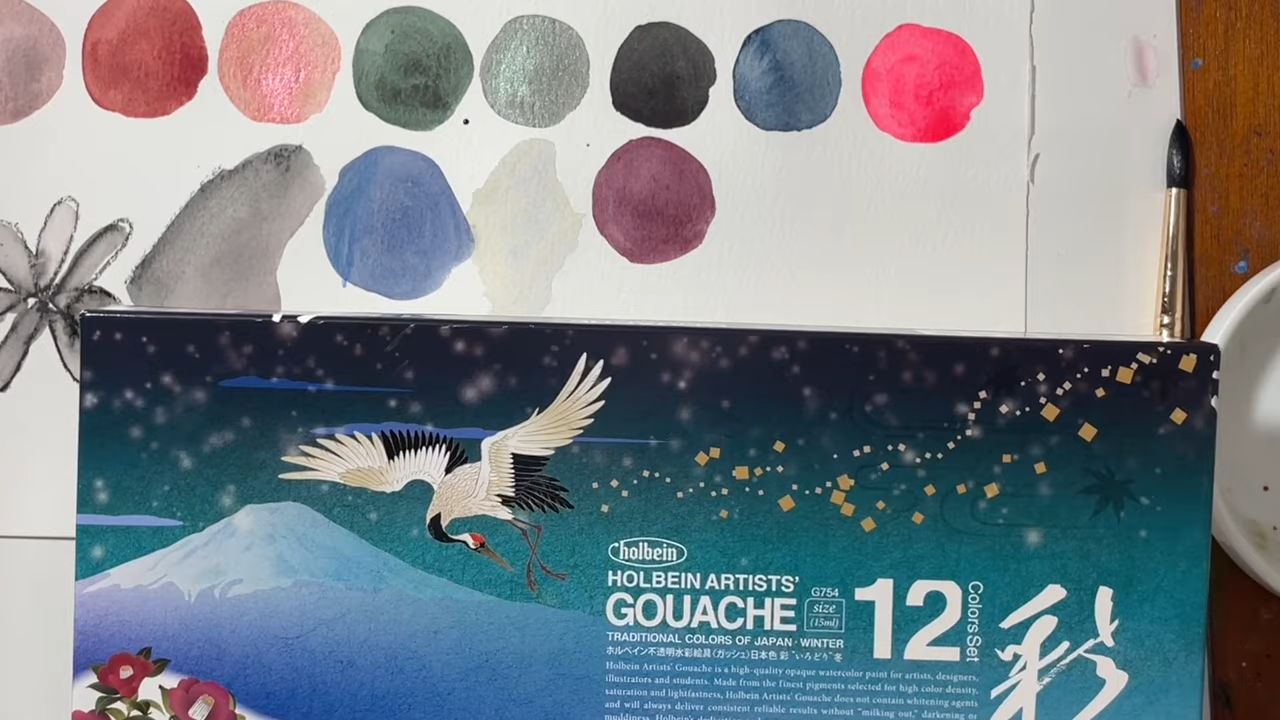 holbein
HOLBEIN ARTISTS'
GOUACHE
G754
size
(15ml)
12
Colors Set
彩
TRADITIONAL COLORS OF JAPAN · WINTER
ホルベイン不透明水彩絵具〈ガッシュ〉日本色 彩 “いろどり”冬
Holbein Artists' Gouache is a high-quality opaque watercolor paint for artists, designers,
illustrators and students. Made from the finest pigments selected for high color density,
saturation and lightfastness, Holbein Artists' Gouache does not contain whitening agents
and will always deliver consistent reliable results without “milking out,” darkening or
muddiness. Holbein's